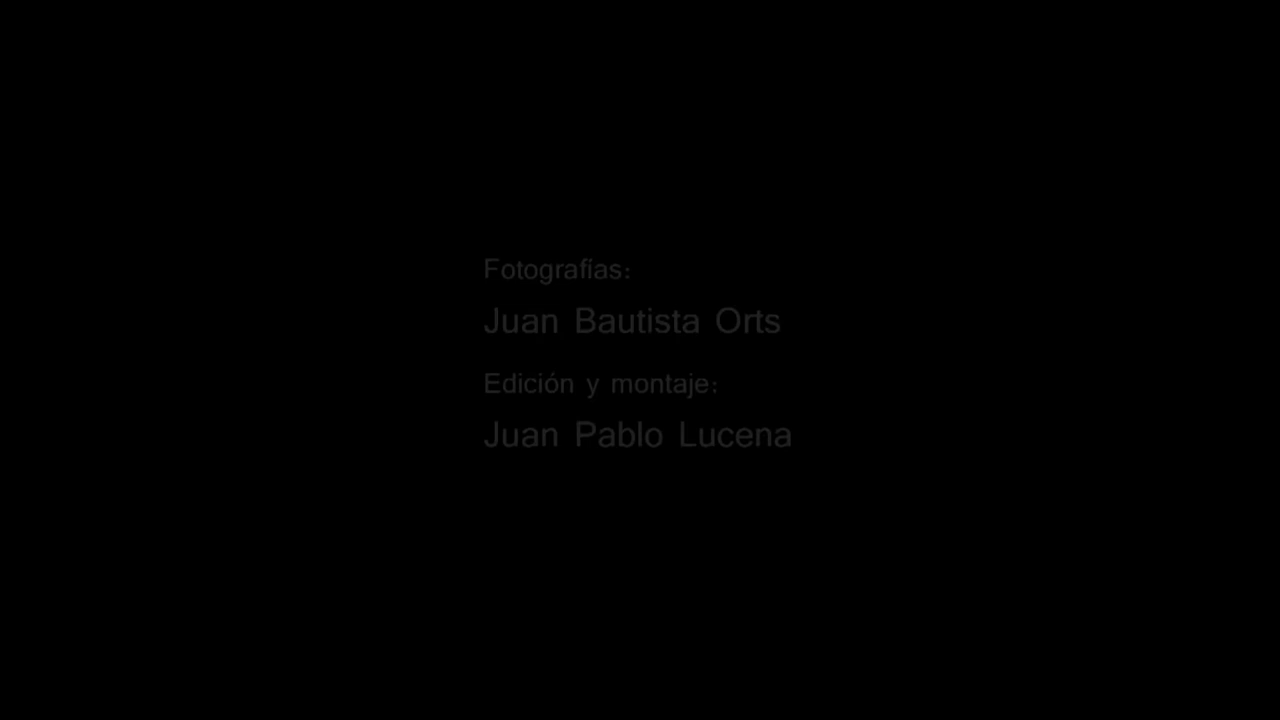 Fotografías:
Juan Bautista Orts
Edición y montaje:
Juan Pablo Lucena